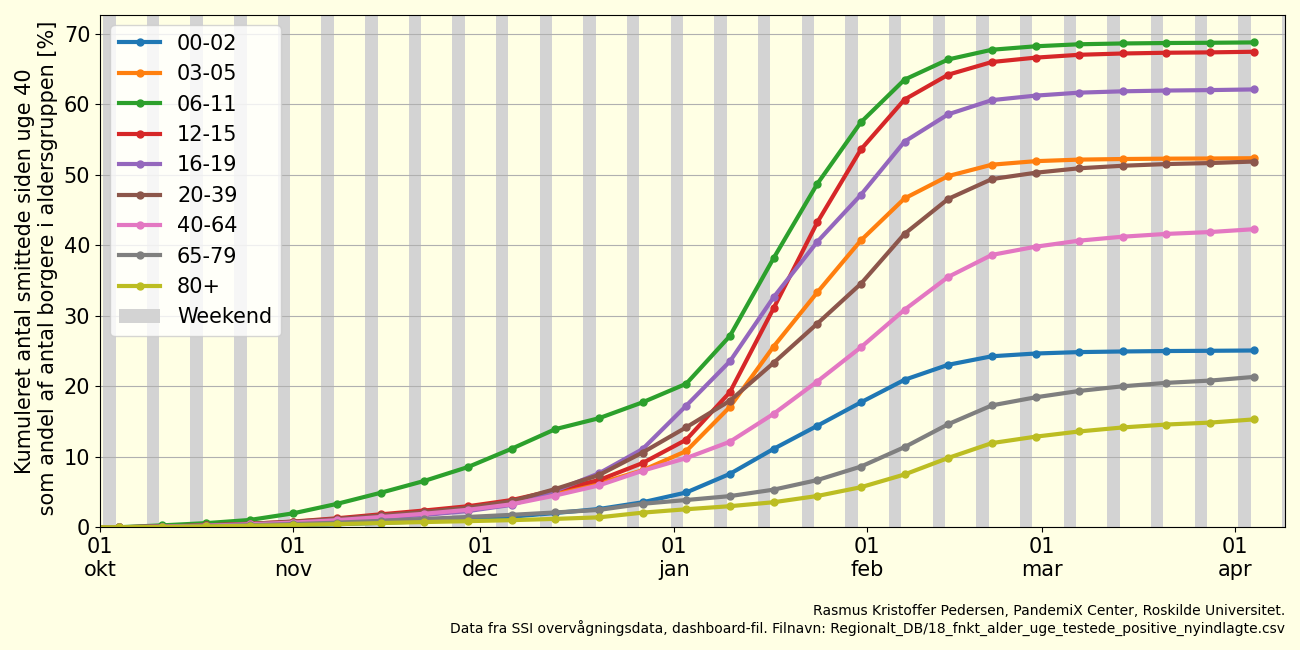 Kumuleret antal smittede siden uge 40
som andel af antal borgere i aldersgruppen [%]
70
60
50
40
30
20
10
0
00-02
03-05
06-11
12-15
16-19
20-39
40-64
65-79
80+
Weekend
01 01 01 01 01 01 01
okt nov dec jan feb mar apr
Rasmus Kristoffer Pedersen, PandemiX Center, Roskilde Universitet.
Data fra SSI overvågningsdata, dashboard-fil. Filnavn: Regionalt_DB/18_fnkt_alder_uge_testede_positive_nyindlagte.csv